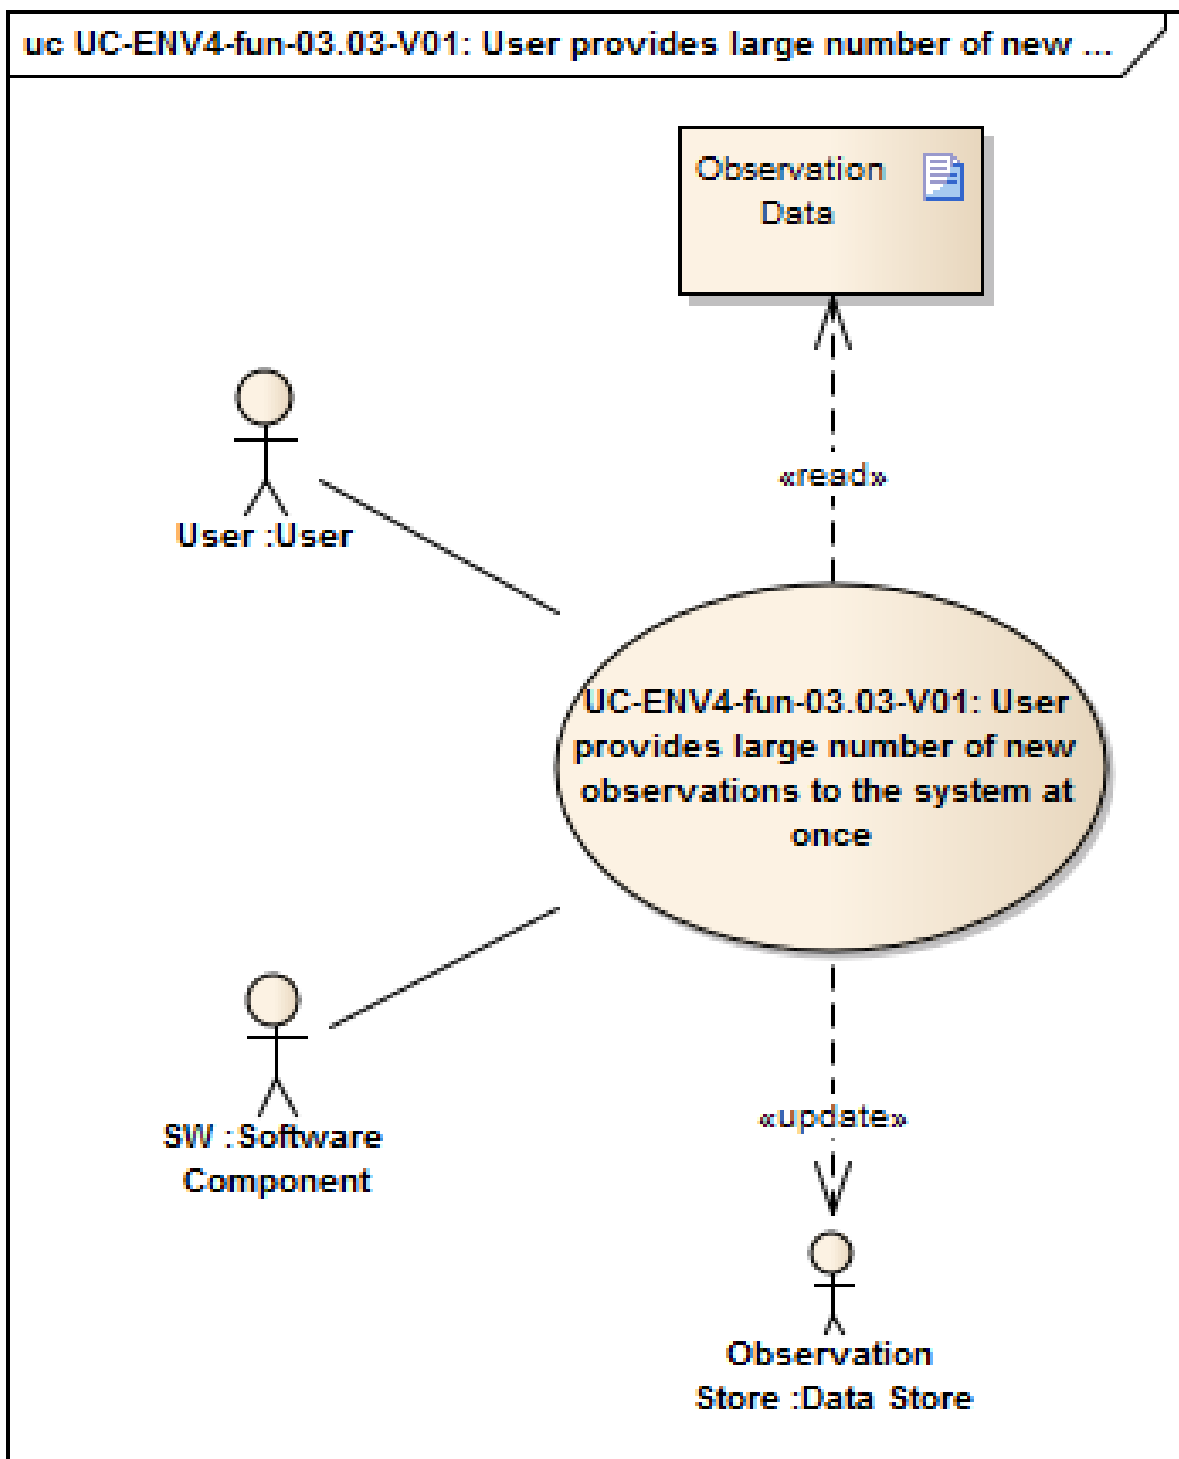 uc UC-ENV4-fun-03.03-V01: User provides large number of new ...
Observation
Data
«read»
User :User
UC-ENV4-fun-03.03-V01: User
provides large number of new
observations to the system at
once
SW :Software
Component
«update»
Observation
Store :Data Store